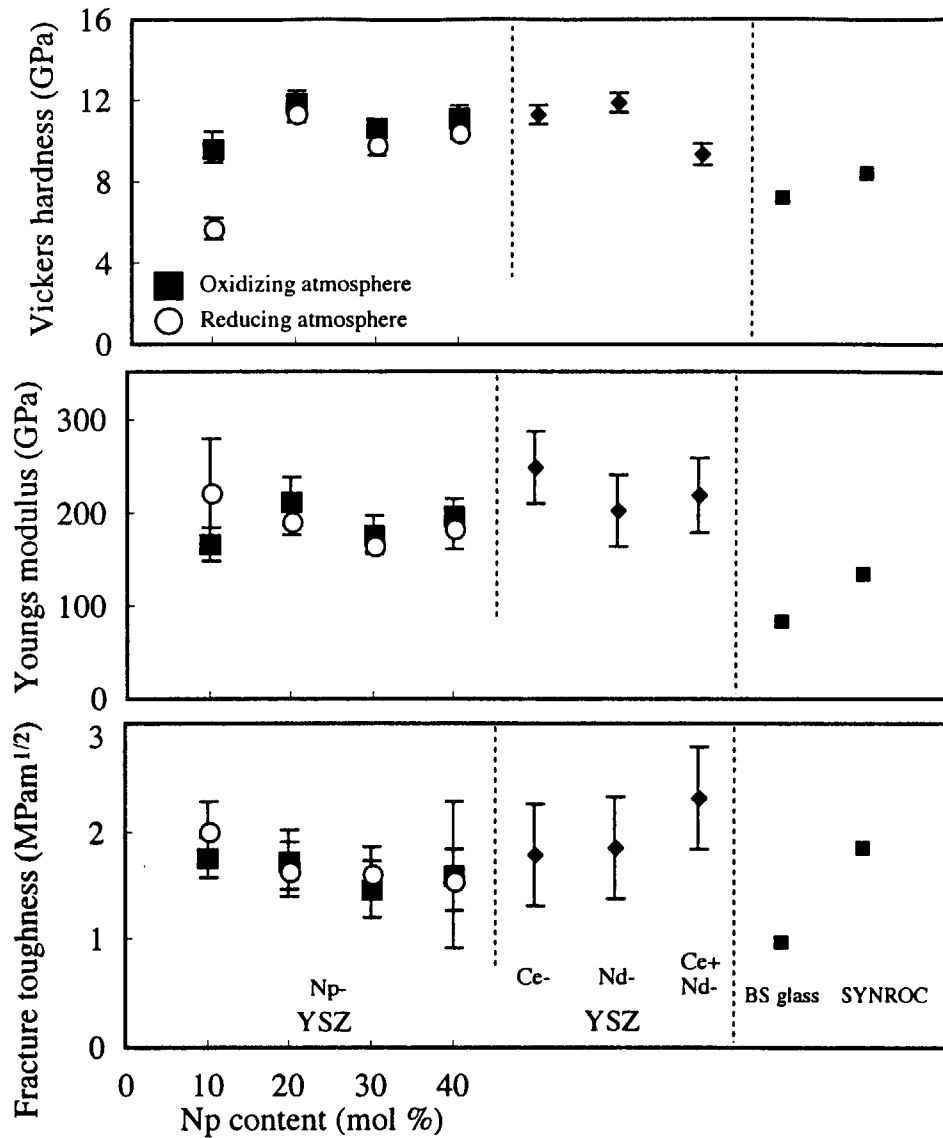 Vickers hardness (GPa)
16
12
8
4
0
Oxidizing atmosphere
Reducing atmosphere
Youngs modulus (GPa)
300
200
100
0
Fracture toughness (MPam1/2)
3
2
1
0
Np-
YSZ
Ce-
Nd-
Ce+
Nd-
YSZ
BS glass
SYNROC
0
10
20
30
40
Np content (mol %)